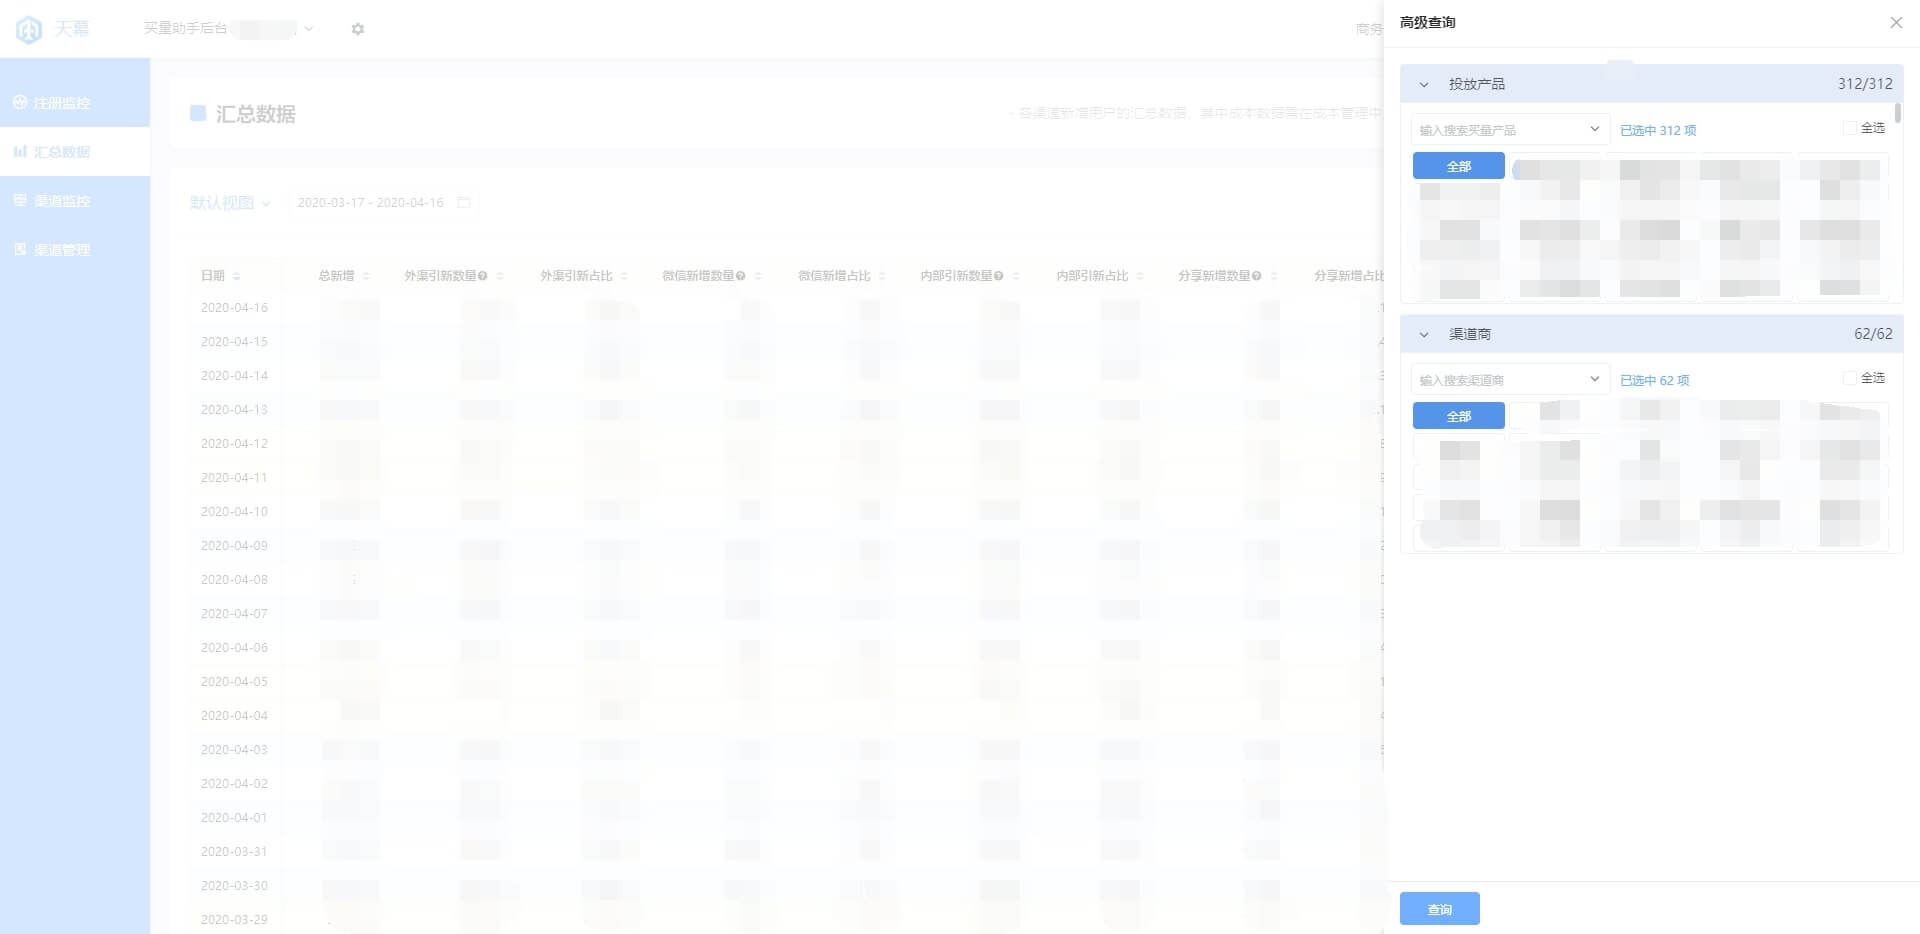 天幕
买量助手后台
商务
高级查询
注册监控
汇总数据
渠道监控
渠道管理
汇总数据
- 各渠道新增用户的汇总数据，其中成本数据需在成本管理中
默认视图
2020-03-17 - 2020-04-16
日期 总新增 外渠引新数量 外渠引新占比 微信新增数量 微信新增占比 内部引新数量 内部引新占比 分享新增数量 分享新增占比
2020-04-16
2020-04-15
2020-04-14
2020-04-13
2020-04-12
2020-04-11
2020-04-10
2020-04-09
2020-04-08
2020-04-07
2020-04-06
2020-04-05
2020-04-04
2020-04-03
2020-04-02
2020-04-01
2020-03-31
2020-03-30
2020-03-29
投放产品 312/312
输入搜索买量产品 已选中 312 项 全选
全部
渠道商 62/62
输入搜索渠道商 已选中 62 项 全选
全部
查询